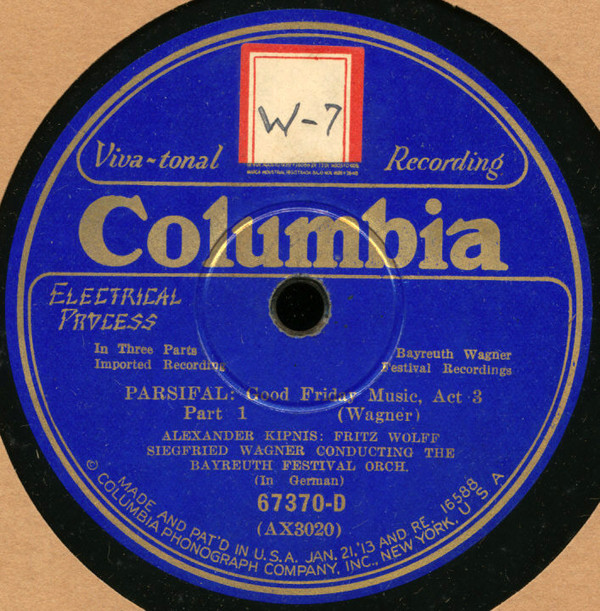 W-7
Viva-tonal Recording
Columbia
ELECTRICAL
PROCESS
In Three Parts
Imported Recording
Bayreuth Wagner
Festival Recordings
PARSIFAL: Good Friday Music, Act 3
Part 1 (Wagner)
ALEXANDER KIPNIS: FRITZ WOLFF
SIEGFRIED WAGNER CONDUCTING THE
BAYREUTH FESTIVAL ORCH.
(In German)
67370-D
(AX3020)
MADE AND PAT'D IN U.S.A. JAN. 21,'13 AND RE. 16588
© COLUMBIA PHONOGRAPH COMPANY, INC., NEW YORK, U S A